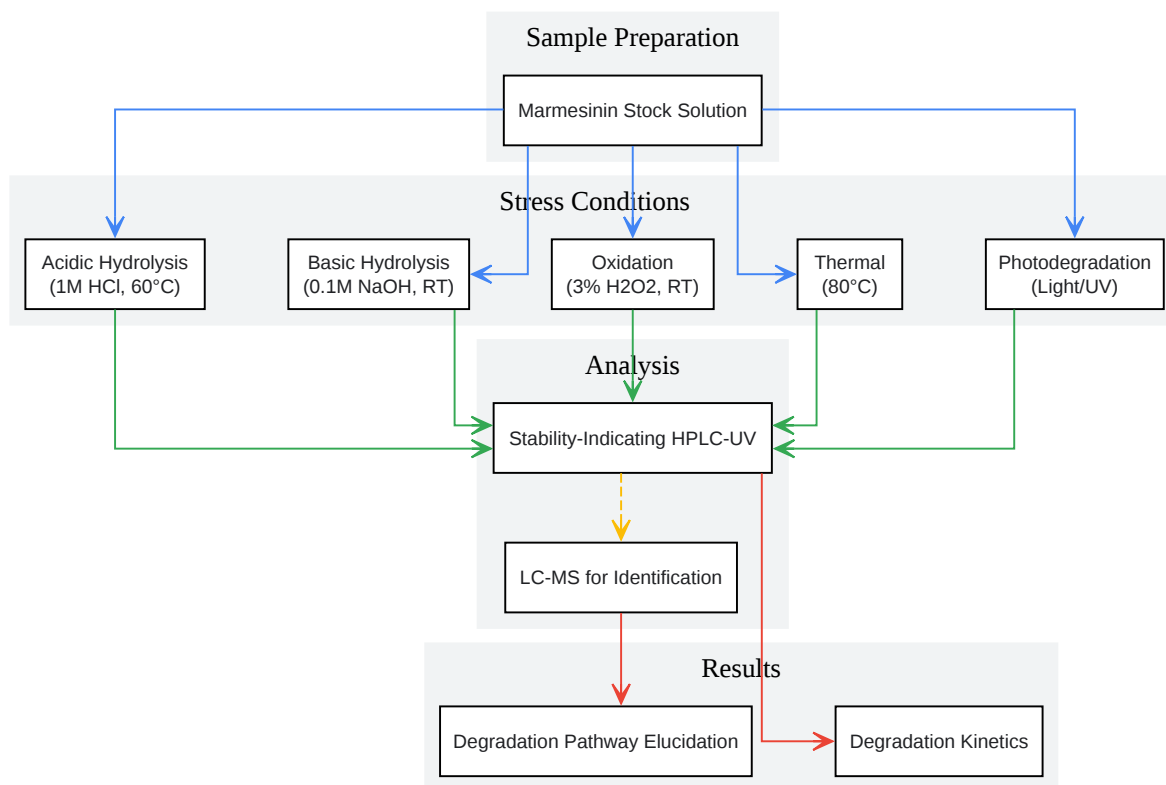 Sample Preparation
Marmesinin Stock Solution
Stress Conditions
Acidic Hydrolysis
(1M HCl, 60°C)
Basic Hydrolysis
(0.1M NaOH, RT)
Oxidation
(3% H2O2, RT)
Thermal
(80°C)
Photodegradation
(Light/UV)
Analysis
Stability-Indicating HPLC-UV
LC-MS for Identification
Results
Degradation Pathway Elucidation
Degradation Kinetics